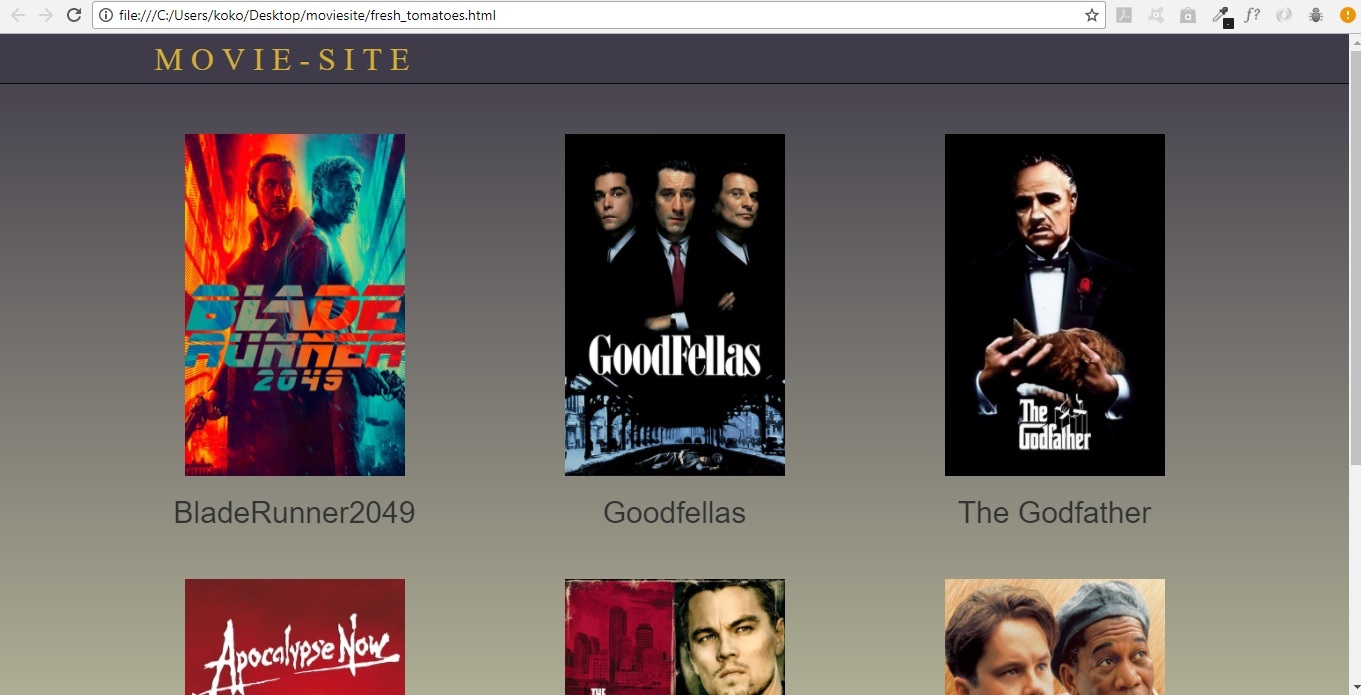 file:///C:/Users/koko/Desktop/moviesite/fresh_tomatoes.html
f?
MOVIE-SITE
BLADE
RUNNER
2049
GoodFellas
The
Godfather
BladeRunner2049
Goodfellas
The Godfather
Apocalypse Now
THE